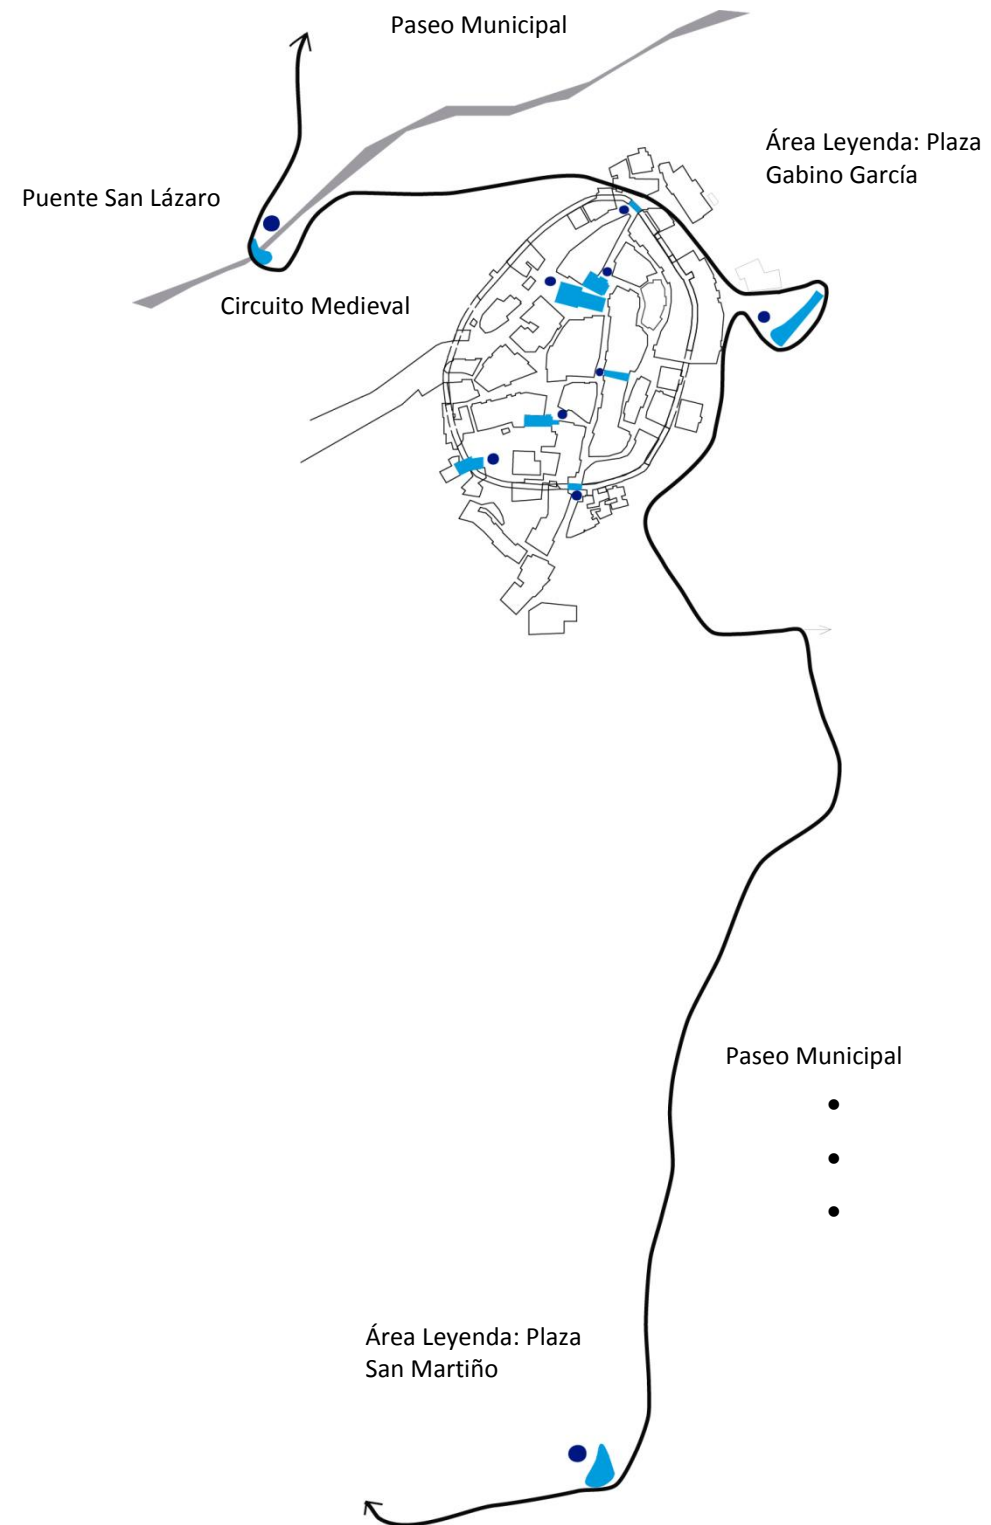 Paseo Municipal
Área Leyenda: Plaza
Gabino García
Puente San Lázaro
Circuito Medieval
Paseo Municipal
•
•
•
Área Leyenda: Plaza
San Martiño